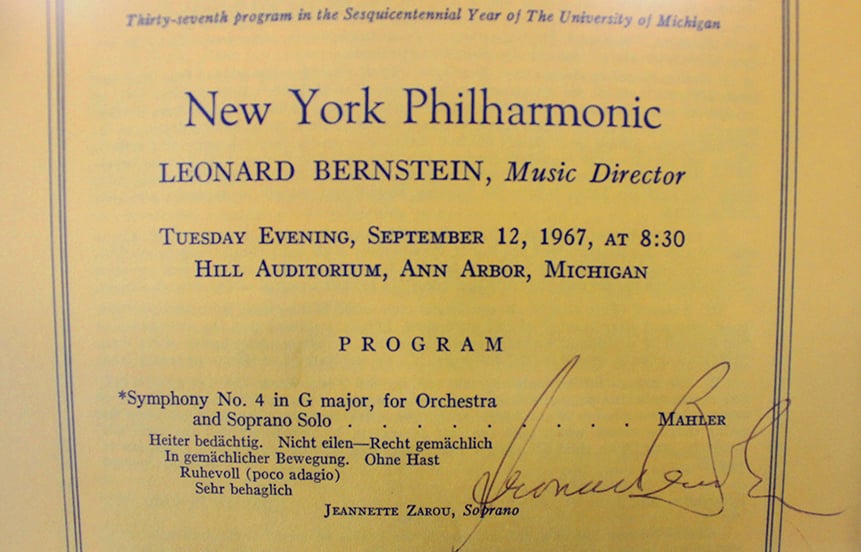 Thirty-seventh program in the Sesquicentennial Year of The University of Michigan
New York Philharmonic
LEONARD BERNSTEIN, Music Director
TUESDAY EVENING, SEPTEMBER 12, 1967, AT 8:30
HILL AUDITORIUM, ANN ARBOR, MICHIGAN
PROGRAM
*Symphony No. 4 in G major, for Orchestra
and Soprano Solo . . . . . . . . . MAHLER
Heiter bedächtig. Nicht eilen—Recht gemächlich
In gemächlicher Bewegung. Ohne Hast
Ruhevoll (poco adagio)
Sehr behaglich
Leonard Bernstein
JEANNETTE ZAROU, Soprano